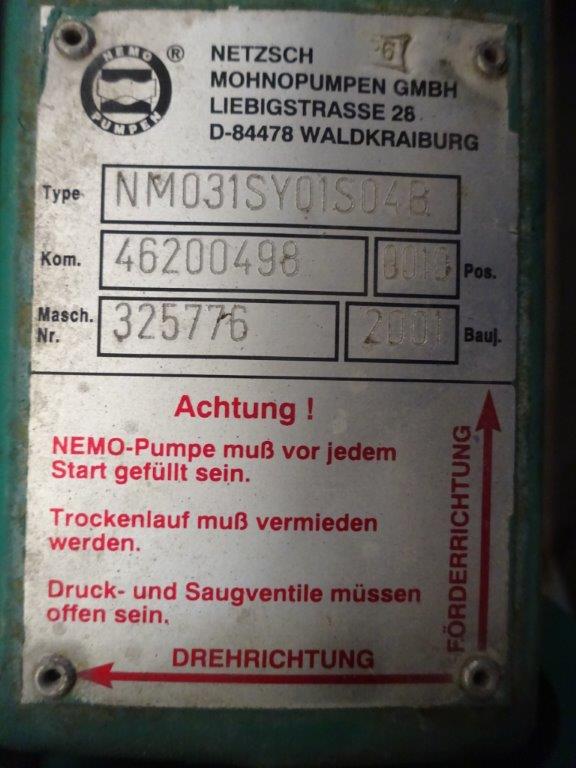 NEMO
PUMPEN
®
NETZSCH
6
MOHNOPUMPEN GMBH
LIEBIGSTRASSE 28
D-84478 WALDKRAIBURG
Type NM031SY01S04B
Kom. 46200498 0010 Pos.
Masch. Nr. 325776 2001 Bauj.
Achtung !
NEMO-Pumpe muß vor jedem
Start gefüllt sein.
Trockenlauf muß vermieden
werden.
Druck- und Saugventile müssen
offen sein.
DREHRICHTUNG
FÖRDERRICHTUNG